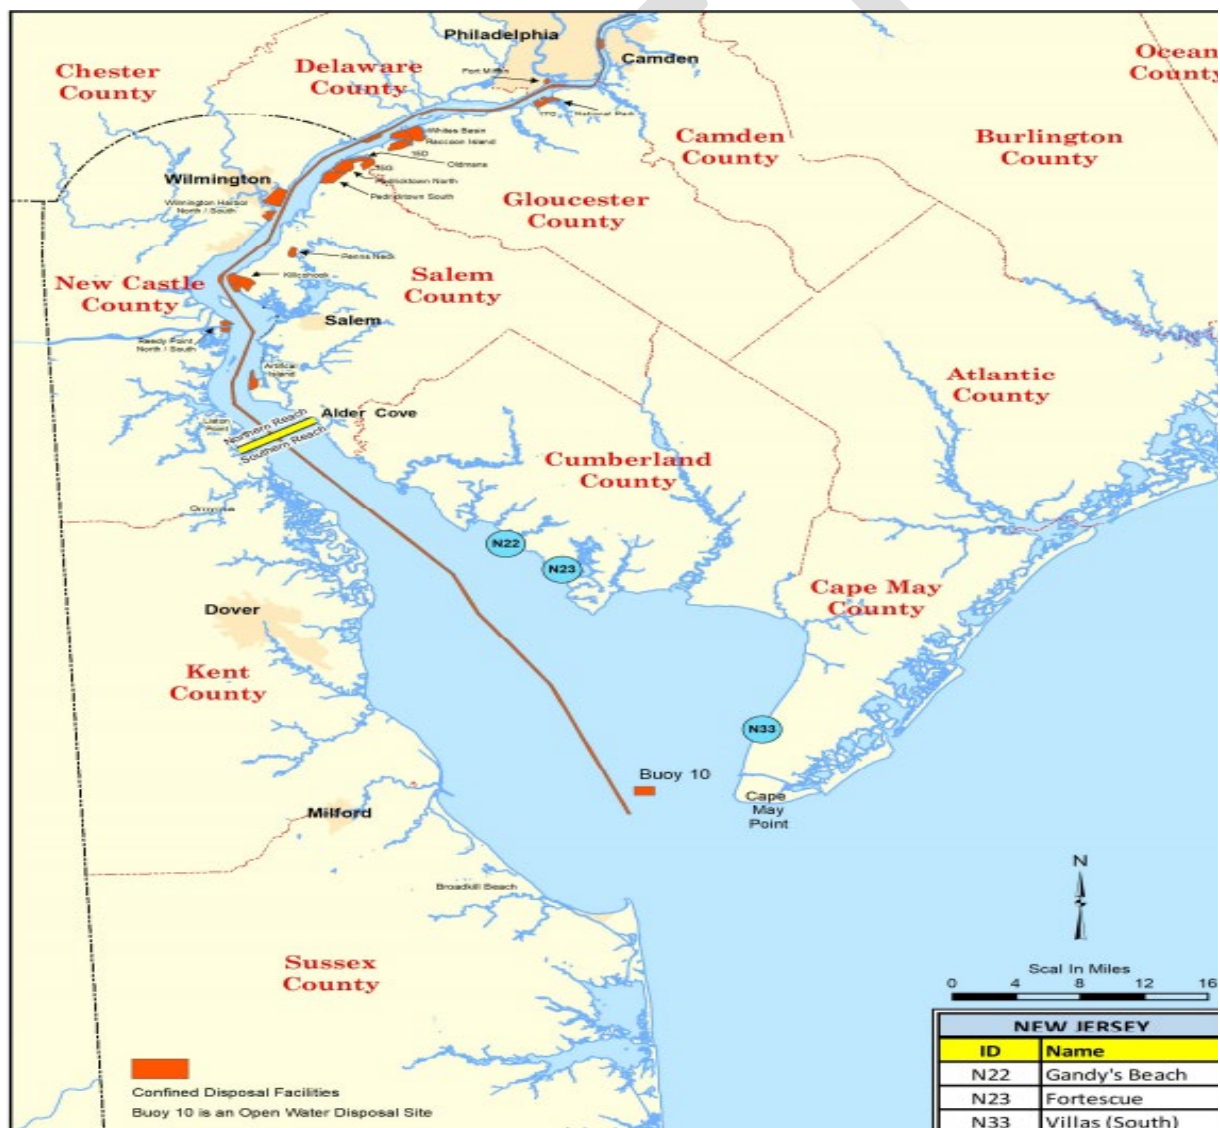 Philadelphia
Camden
Ocean
County
Chester
County
Delaware
County
Fort Mifflin
National Park
Camden
County
Burlington
County
Whites Basin
Raccoon Island
15D
Oldmans
15G
Pedricktown North
Pedricktown South
Wilmington
Wilmington Harbor
North / South
Gloucester
County
Penns Neck
Killcohook
New Castle
County
Salem
County
Salem
Reedy Point
North / South
Artifical
Island
Atlantic
County
Alder Cove
Liston
Point
Northern Reach
Southern Reach
Cumberland
County
N22
N23
Dover
Cape May
County
Kent
County
N33
Buoy 10
Cape
May
Point
Milford
Broadkill Beach
N
Sussex
County
Scal In Miles
0 4 8 12 16
NEW JERSEY
ID Name
N22 Gandy's Beach
N23 Fortescue
N33 Villas (South)
Confined Disposal Facilities
Buoy 10 is an Open Water Disposal Site